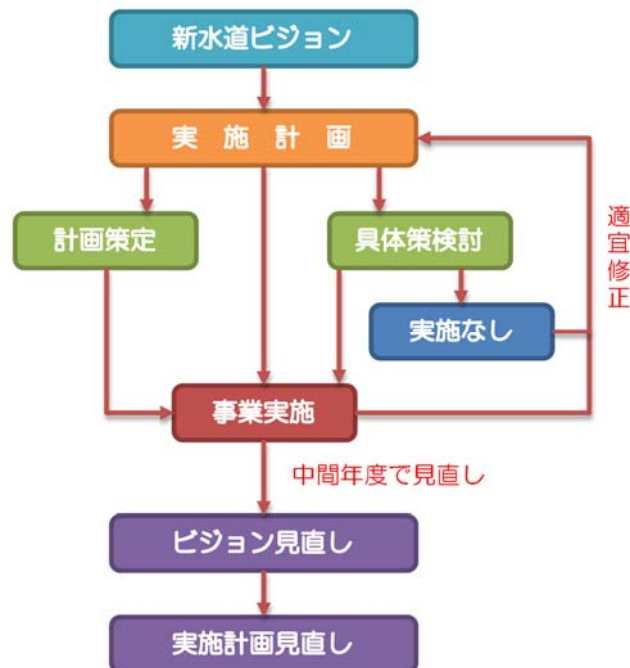 新水道ビジョン
実　施　計　画
計画策定
具体策検討
適宜修正
実施なし
事業実施
中間年度で見直し
ビジョン見直し
実施計画見直し